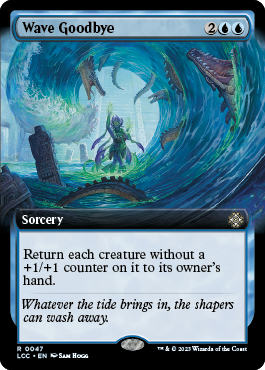 Wave Goodbye 2
Sorcery
Return each creature without a
+1/+1 counter on it to its owner's
hand.
Whatever the tide brings in, the shapers
can wash away.
R 0047
LCC • EN Sam Hogg
™ & © 2023 Wizards of the Coast